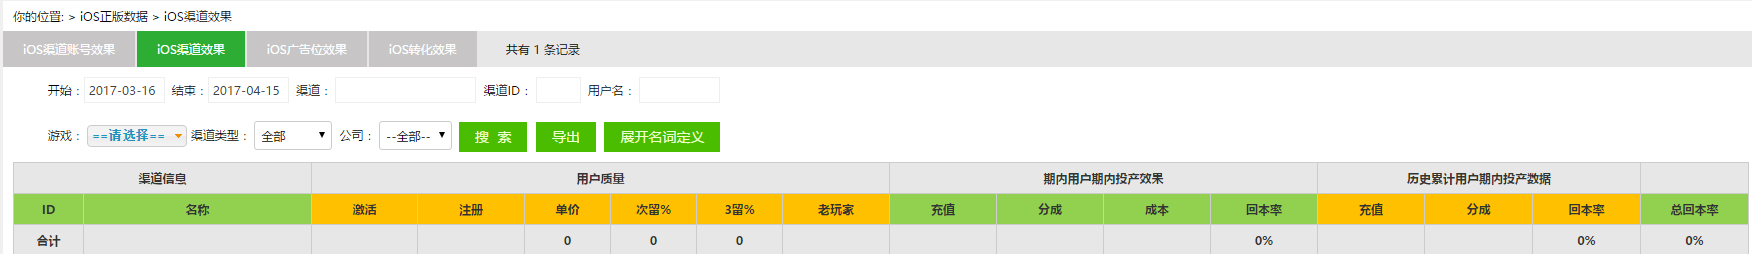 你的位置: > iOS正版数据 > iOS渠道效果
iOS渠道账号效果 iOS渠道效果 iOS广告位效果 iOS转化效果 共有 1 条记录
开始： 2017-03-16 结束： 2017-04-15 渠道： 渠道ID： 用户名：
游戏： ==请选择== 渠道类型： 全部 公司： --全部-- 搜 索 导出 展开名词定义
渠道信息 用户质量 期内用户期内投产效果 历史累计用户期内投产数据
ID 名称 激活 注册 单价 次留% 3留% 老玩家 充值 分成 成本 回本率 充值 分成 回本率 总回本率
合计 0 0 0 0% 0% 0%